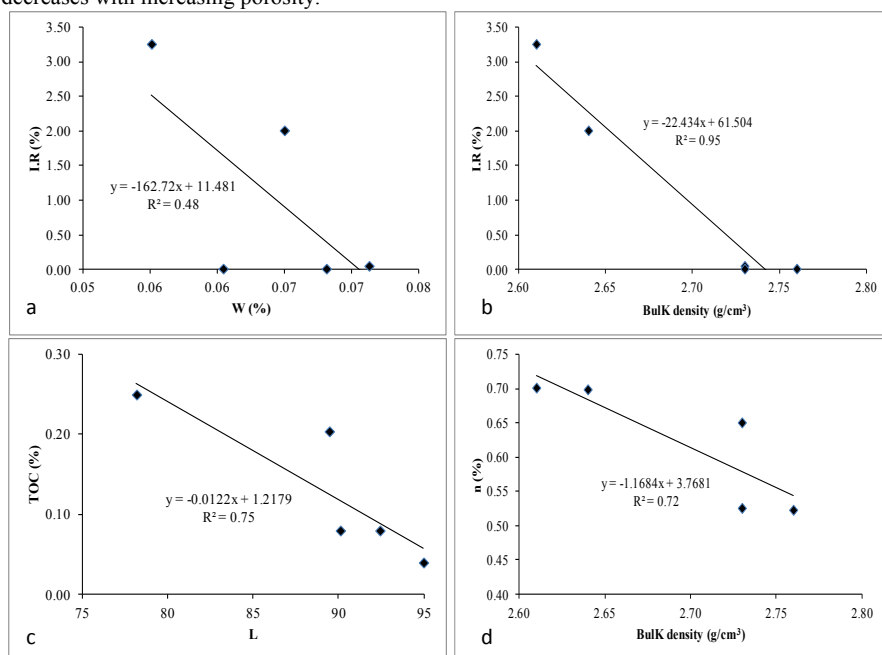 decreases with increasing porosity.
3.50
3.00
2.50
2.00
1.50
1.00
0.50
0.00
I.R (%)
y = -162.72x + 11.481
R² = 0.48
0.05 0.06 0.06 0.07 0.07 0.08
W (%)
a
3.50
3.00
2.50
2.00
1.50
1.00
0.50
0.00
I.R (%)
y = -22.434x + 61.504
R² = 0.95
2.60 2.65 2.70 2.75 2.80
BulK density (g/cm³)
b
0.30
0.20
0.10
0.00
TOC (%)
y = -0.0122x + 1.2179
R² = 0.75
75 80 85 90 95
L
c
0.75
0.70
0.65
0.60
0.55
0.50
0.45
0.40
n (%)
y = -1.1684x + 3.7681
R² = 0.72
2.60 2.65 2.70 2.75 2.80
BulK density (g/cm³)
d